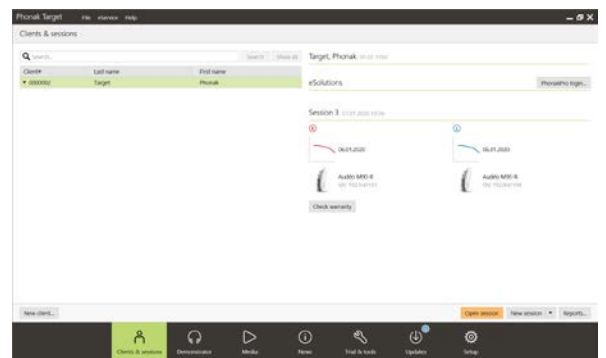 Phonak Target File eService Help
Clients & sessions
Search... Search Show all
Client# Last name First name
0000002 Target Phonak
Target, Phonak
eSolutions PhonakPro login...
Session 3
R L
06.01.2020 06.01.2020
Audéo M90-R Audéo M90-R
Check warranty
New client... Open session New session Reports...
Clients & sessions Demonstrator Media News Trial & tools Updates Setup